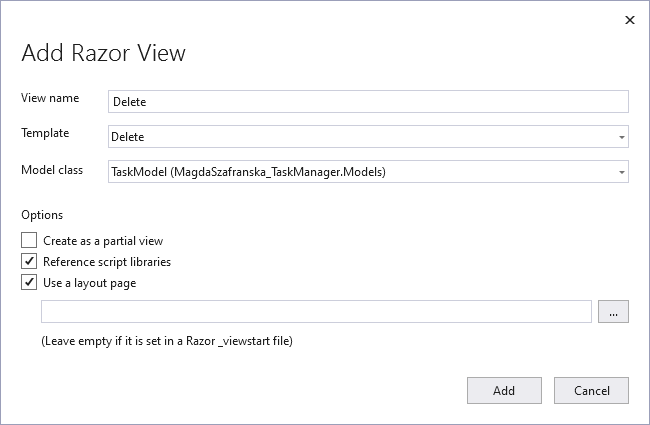 Add Razor View
View name Delete
Template Delete
Model class TaskModel (MagdaSzafranska_TaskManager.Models)
Options
Create as a partial view
Reference script libraries
Use a layout page
...
(Leave empty if it is set in a Razor _viewstart file)
Add Cancel